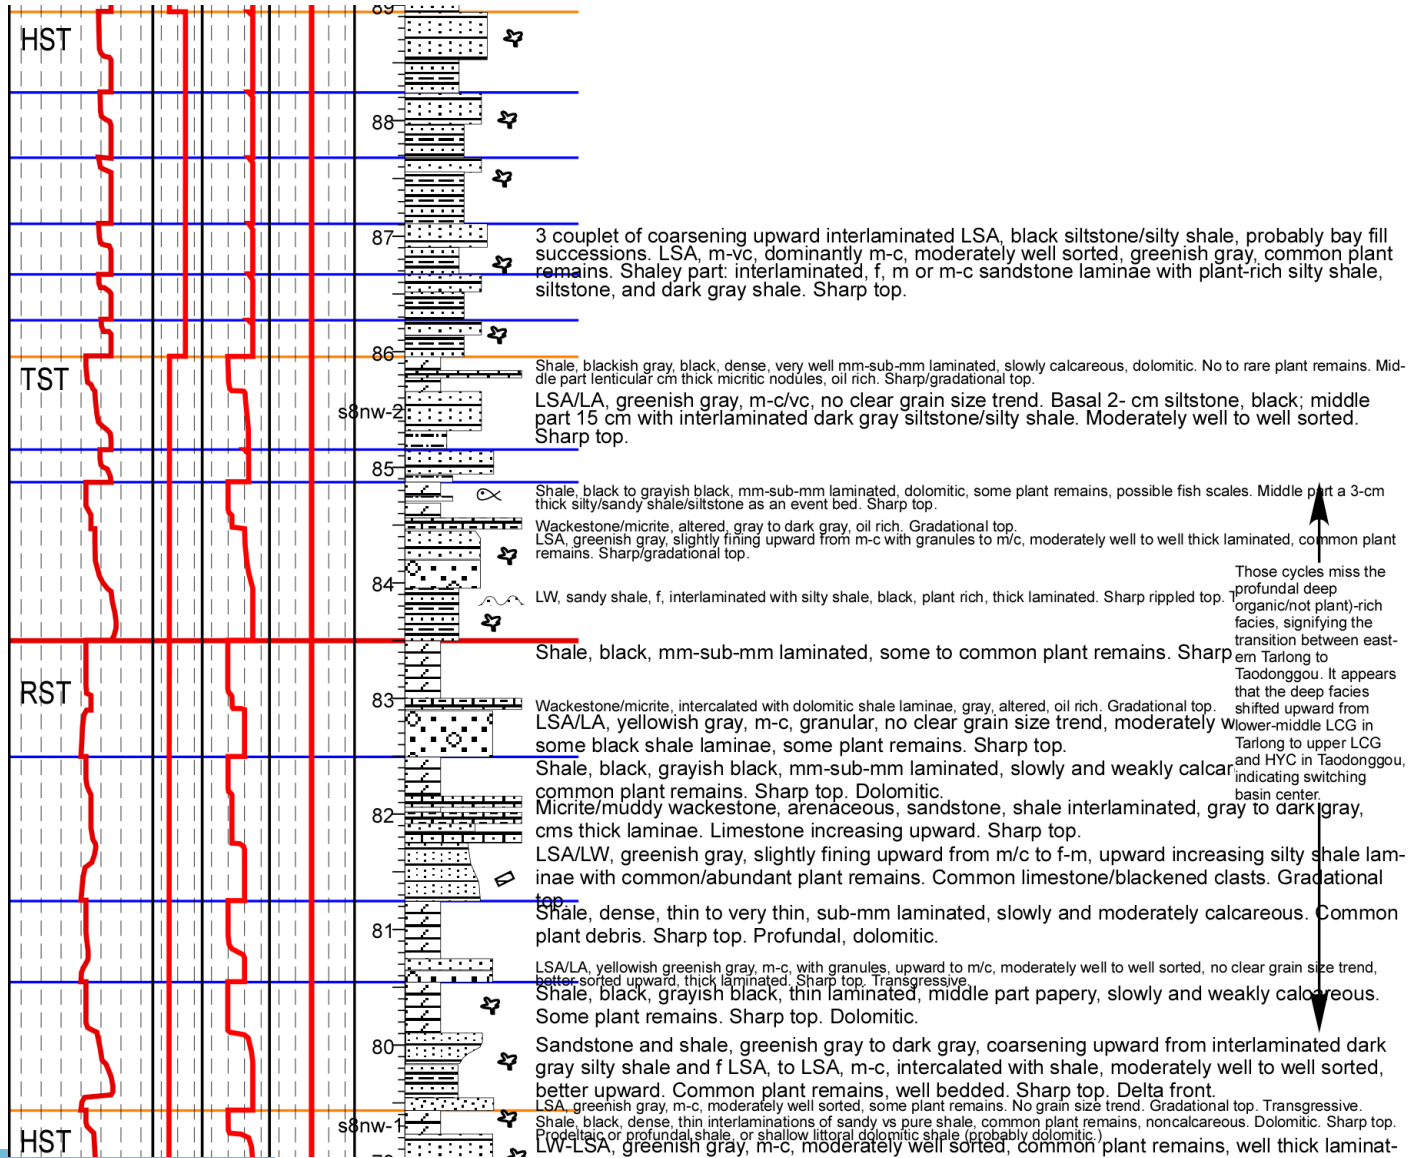 89
HST
88
87
3 couplet of coarsening upward interlaminated LSA, black siltstone/silty shale, probably bay fill
successions. LSA, m-vc, dominantly m-c, moderately well sorted, greenish gray, common plant
remains. Shaley part: interlaminated, f, m or m-c sandstone laminae with plant-rich silty shale,
siltstone, and dark gray shale. Sharp top.
86
TST
Shale, blackish gray, black, dense, very well mm-sub-mm laminated, slowly calcareous, dolomitic. No to rare plant remains. Mid-
dle part lenticular cm thick micritic nodules, oil rich. Sharp/gradational top.
s8nw-2
LSA/LA, greenish gray, m-c/vc, no clear grain size trend. Basal 2- cm siltstone, black; middle
part 15 cm with interlaminated dark gray siltstone/silty shale. Moderately well to well sorted.
Sharp top.
85
Shale, black to grayish black, mm-sub-mm laminated, dolomitic, some plant remains, possible fish scales. Middle part a 3-cm
thick silty/sandy shale/siltstone as an event bed. Sharp top.
Wackestone/micrite, altered, gray to dark gray, oil rich. Gradational top.
LSA, greenish gray, slightly fining upward from m-c with granules to m/c, moderately well to well thick laminated, common plant
remains. Sharp/gradational top.
84
LW, sandy shale, f, interlaminated with silty shale, black, plant rich, thick laminated. Sharp rippled top.
Those cycles miss the
profundal deep
organic/not plant)-rich
facies, signifying the
transition between east-
ern Tarlong to
Taodonggou. It appears
that the deep facies
shifted upward from
lower-middle LCG in
Tarlong to upper LCG
and HYC in Taodonggou,
indicating switching
basin center.
Shale, black, mm-sub-mm laminated, some to common plant remains. Sharp
RST
83
Wackestone/micrite, intercalated with dolomitic shale laminae, gray, altered, oil rich. Gradational top.
LSA/LA, yellowish gray, m-c, granular, no clear grain size trend, moderately w
some black shale laminae, some plant remains. Sharp top.
Shale, black, grayish black, mm-sub-mm laminated, slowly and weakly calcar
common plant remains. Sharp top. Dolomitic.
82
Micrite/muddy wackestone, arenaceous, sandstone, shale interlaminated, gray to dark gray,
cms thick laminae. Limestone increasing upward. Sharp top.
LSA/LW, greenish gray, slightly fining upward from m/c to f-m, upward increasing silty shale lam-
inae with common/abundant plant remains. Common limestone/blackened clasts. Gradational
top.
81
Shale, dense, thin to very thin, sub-mm laminated, slowly and moderately calcareous. Common
plant debris. Sharp top. Profundal, dolomitic.
LSA/LA, yellowish greenish gray, m-c, with granules, upward to m/c, moderately well to well sorted, no clear grain size trend,
better sorted upward, thick laminated. Sharp top. Transgressive.
Shale, black, grayish black, thin laminated, middle part papery, slowly and weakly calcareous.
Some plant remains. Sharp top. Dolomitic.
80
Sandstone and shale, greenish gray to dark gray, coarsening upward from interlaminated dark
gray silty shale and f LSA, to LSA, m-c, intercalated with shale, moderately well to well sorted,
better upward. Common plant remains, well bedded. Sharp top. Delta front.
LSA, greenish gray, m-c, moderately well sorted, some plant remains. No grain size trend. Gradational top. Transgressive.
s8nw-1
Shale, black, dense, thin interlaminations of sandy vs pure shale, common plant remains, noncalcareous. Dolomitic. Sharp top.
Prodeltaic or profundal shale, or shallow littoral dolomitic shale (probably dolomitic.)
HST
LW-LSA, greenish gray, m-c, moderately well sorted, common plant remains, well thick laminat-
79